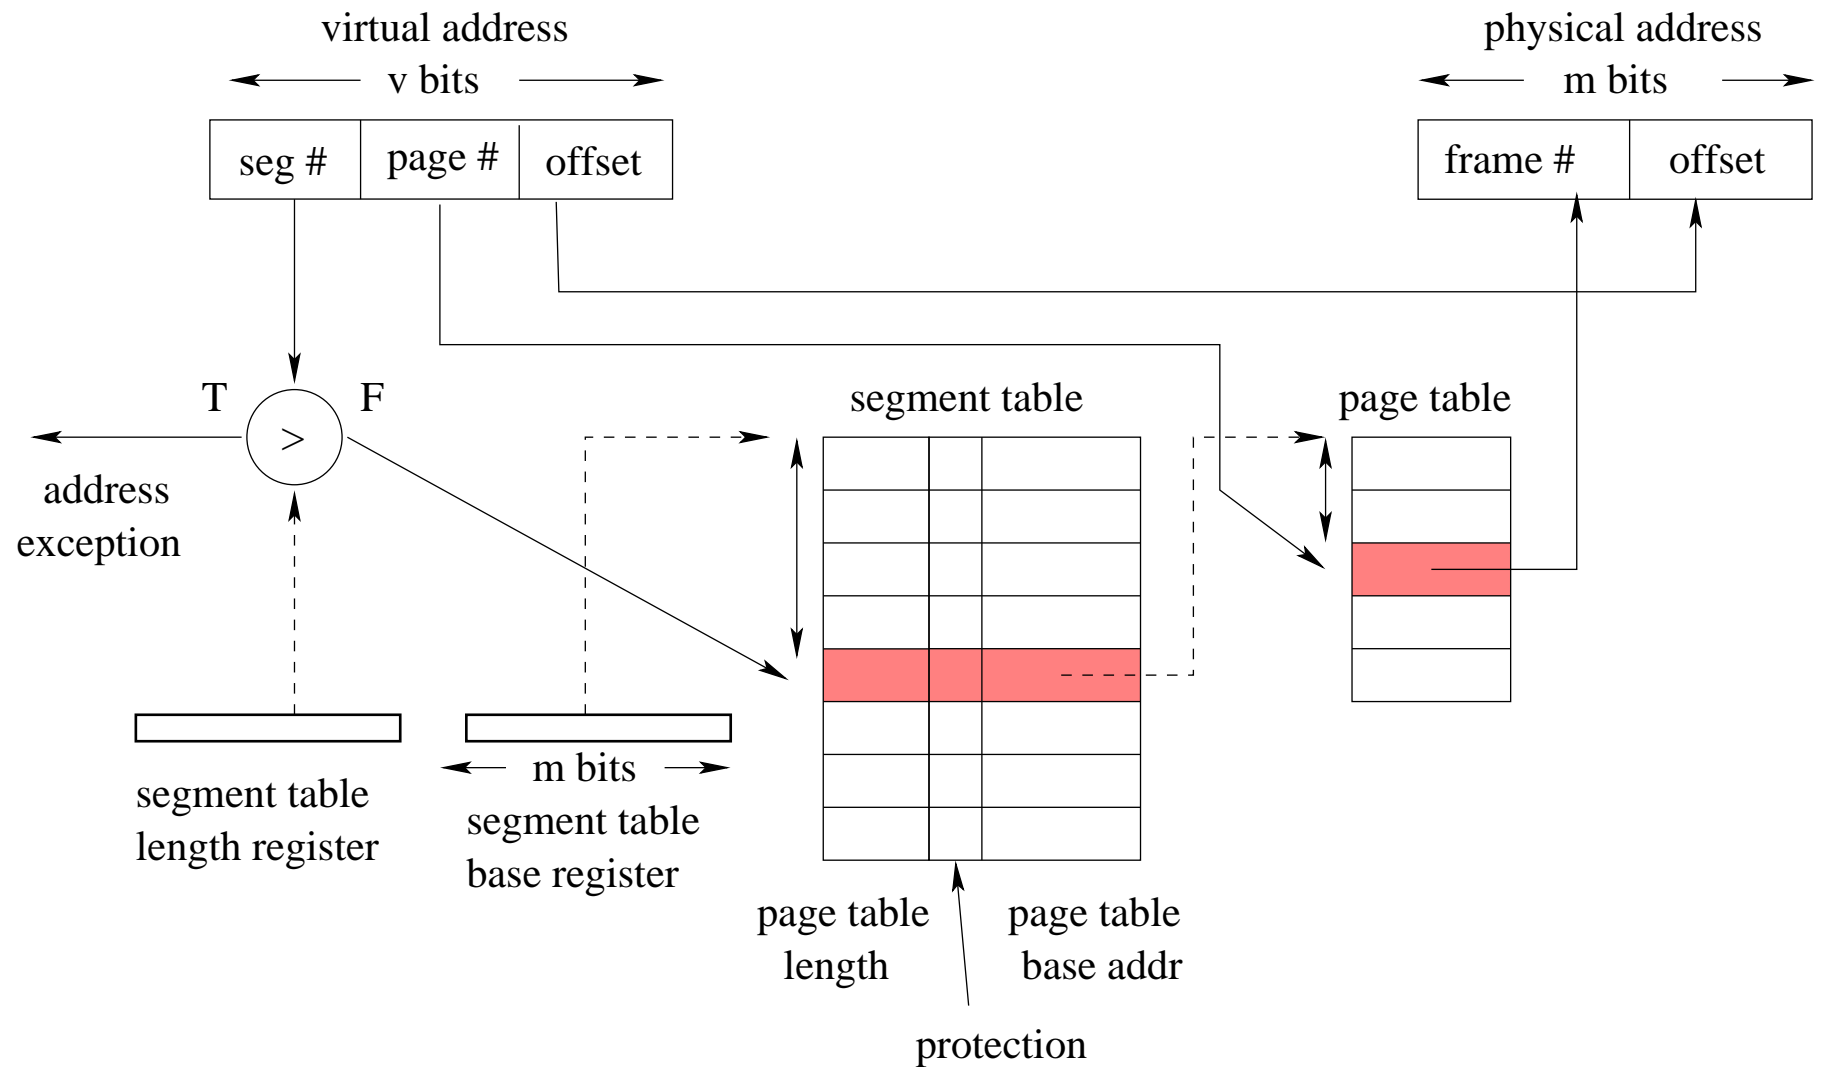 virtual address
v bits
seg #
page #
offset
physical address
m bits
frame #
offset
T
F
>
address
exception
segment table
page table
segment table
length register
m bits
segment table
base register
page table
length
page table
base addr
protection